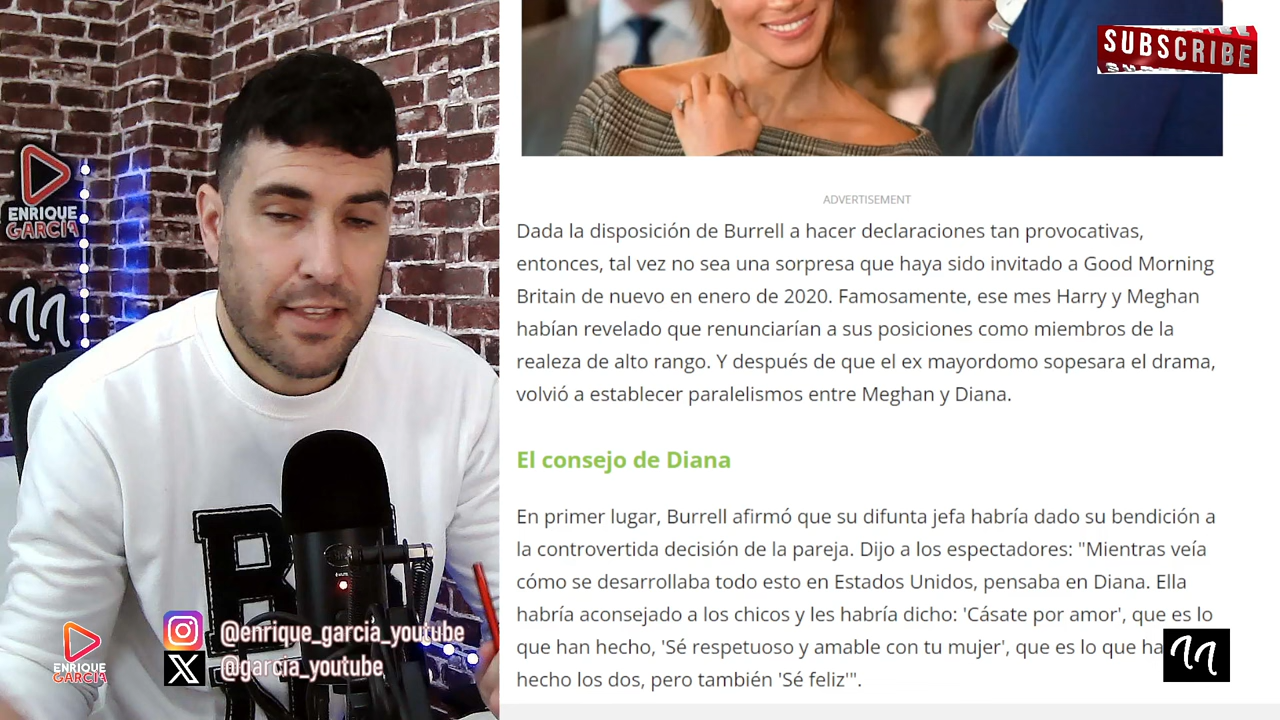 SUBSCRIBE
ENRIQUE
GARCIA
ADVERTISEMENT
Dada la disposición de Burrell a hacer declaraciones tan provocativas,
entonces, tal vez no sea una sorpresa que haya sido invitado a Good Morning
Britain de nuevo en enero de 2020. Famosamente, ese mes Harry y Meghan
habían revelado que renunciarían a sus posiciones como miembros de la
realeza de alto rango. Y después de que el ex mayordomo sopesara el drama,
volvió a establecer paralelismos entre Meghan y Diana.
El consejo de Diana
En primer lugar, Burrell afirmó que su difunta jefa habría dado su bendición a
la controvertida decisión de la pareja. Dijo a los espectadores: "Mientras veía
cómo se desarrollaba todo esto en Estados Unidos, pensaba en Diana. Ella
habría aconsejado a los chicos y les habría dicho: 'Cásate por amor', que es lo
que han hecho, 'Sé respetuoso y amable con tu mujer', que es lo que ha
hecho los dos, pero también 'Sé feliz'".
@enrique_garcia_youtube
@garcia_youtube
ENRIQUE
GARCIA